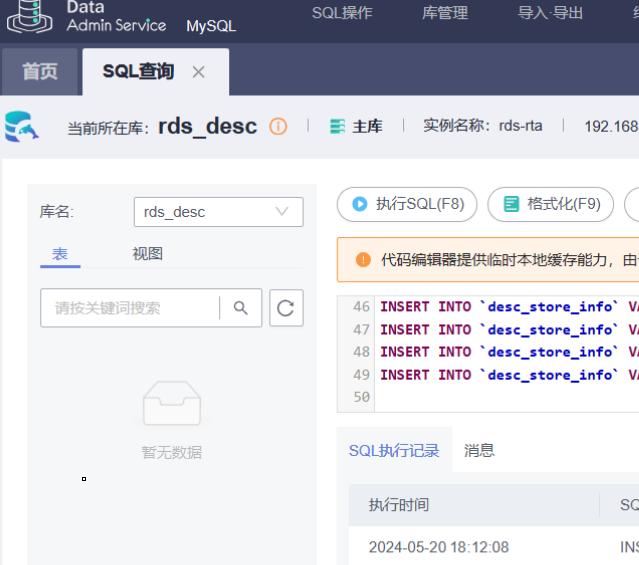 Data
Admin Service MySQL SQL操作 库管理 导入·导出
首页 SQL查询
当前所在库: rds_desc 主库 实例名称: rds-rta 192.168
库名: rds_desc 执行SQL(F8) 格式化(F9)
表 视图
代码编辑器提供临时本地缓存能力，由
请按关键词搜索
46 INSERT INTO `desc_store_info` VA
47 INSERT INTO `desc_store_info` VA
48 INSERT INTO `desc_store_info` VA
49 INSERT INTO `desc_store_info` VA
50
暂无数据
SQL执行记录 消息
执行时间 SQ
2024-05-20 18:12:08 INS